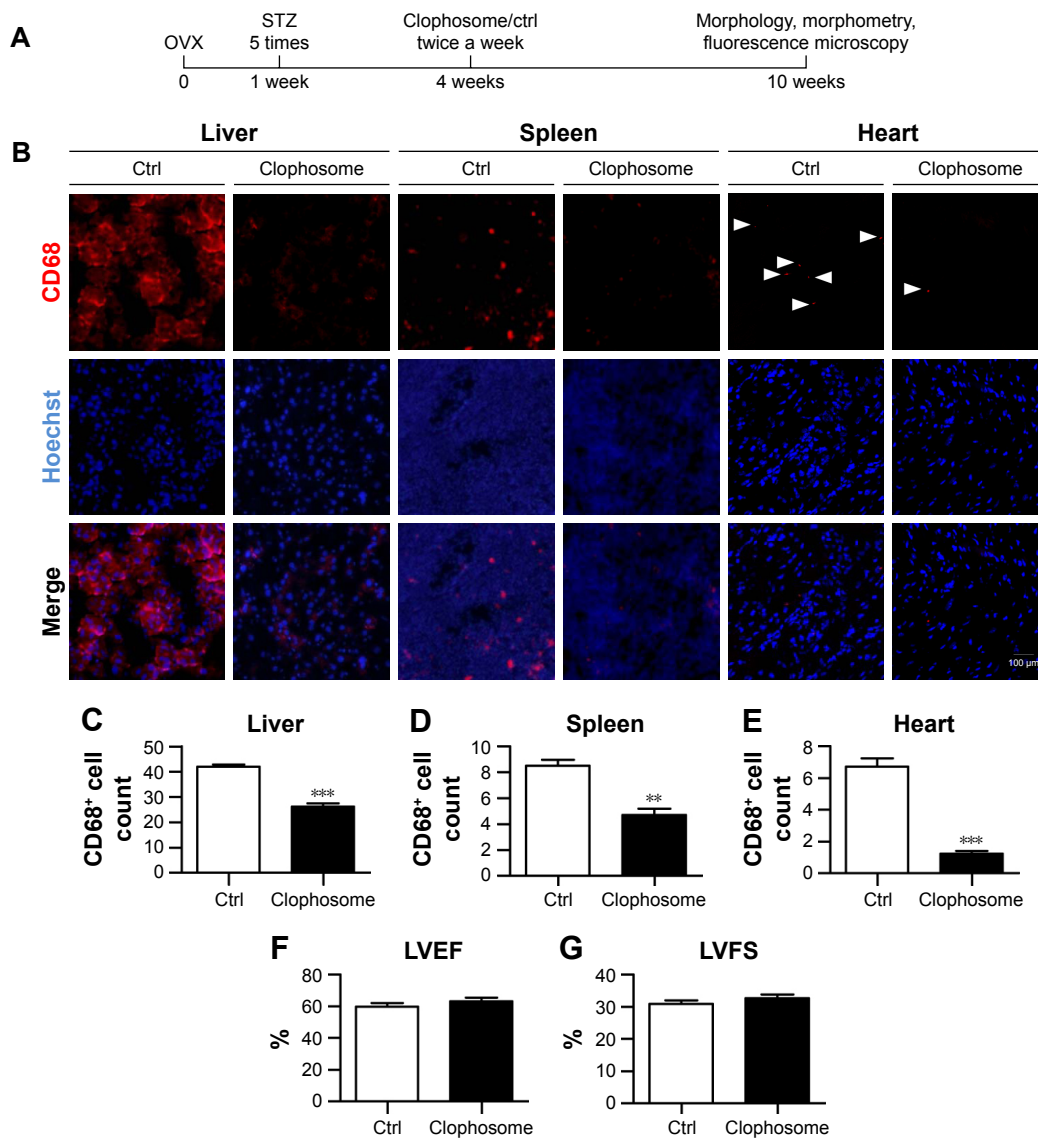 A
OVX
STZ
5 times
Clophosome/ctrl
twice a week
Morphology, morphometry,
fluorescence microscopy
0
1 week
4 weeks
10 weeks
B
Liver
Spleen
Heart
Ctrl
Clophosome
Ctrl
Clophosome
Ctrl
Clophosome
CD68
Hoechst
Merge
100 µm
C
Liver
CD68⁺ cell
count
50
40
30
20
10
0
***
Ctrl
Clophosome
D
Spleen
CD68⁺ cell
count
10
8
6
4
2
0
**
Ctrl
Clophosome
E
Heart
CD68⁺ cell
count
8
6
4
2
0
***
Ctrl
Clophosome
F
LVEF
%
80
60
40
20
0
Ctrl
Clophosome
G
LVFS
%
40
30
20
10
0
Ctrl
Clophosome